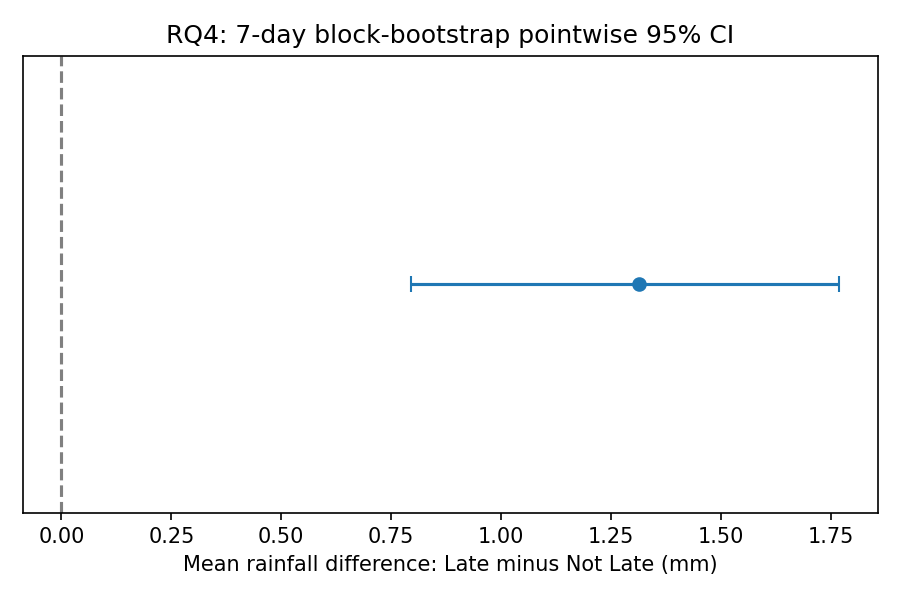 RQ4: 7-day block-bootstrap pointwise 95% CI
0.00 0.25 0.50 0.75 1.00 1.25 1.50 1.75
Mean rainfall difference: Late minus Not Late (mm)